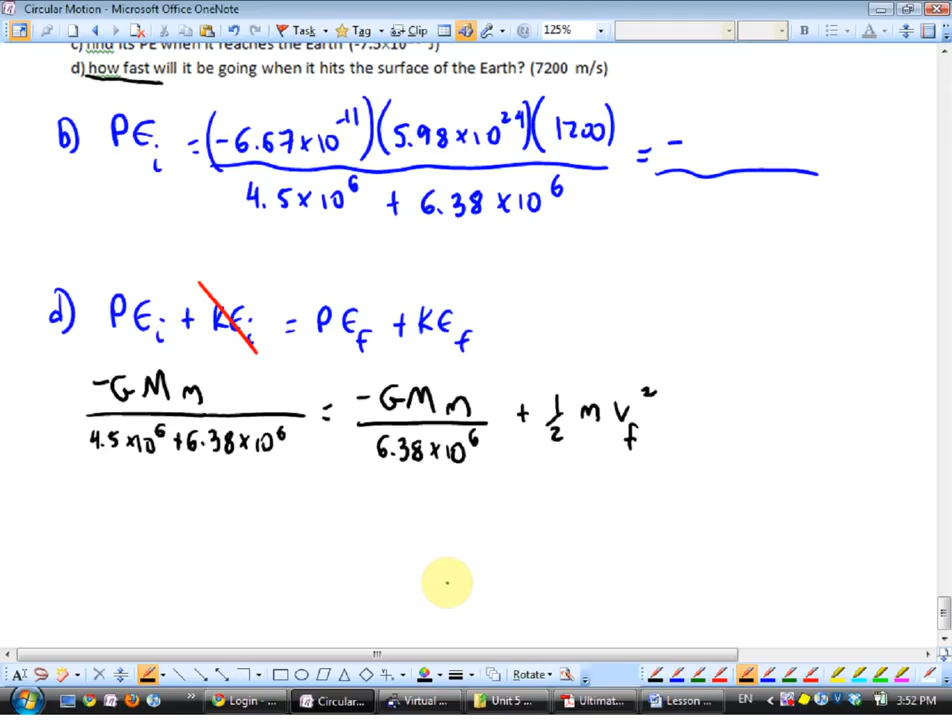 Circular Motion - Microsoft Office OneNote
Back Task Tag Clip 125% B
d) how fast will it be going when it hits the surface of the Earth? (7200 m/s)
b) PEi = (-6.67×10^-11)(5.98×10^24)(1200) / 4.5×10^6 + 6.38×10^6 = -
d) PEi + KEi = PEf + KEf
-GMm / 4.5×10^6+6.38×10^6 = -GMm / 6.38×10^6 + 1/2 m vf^2
Rotate
Login - ... Circular... Virtual ... Unit 5 ... Ultimat... Lesson ... EN 3:52 PM